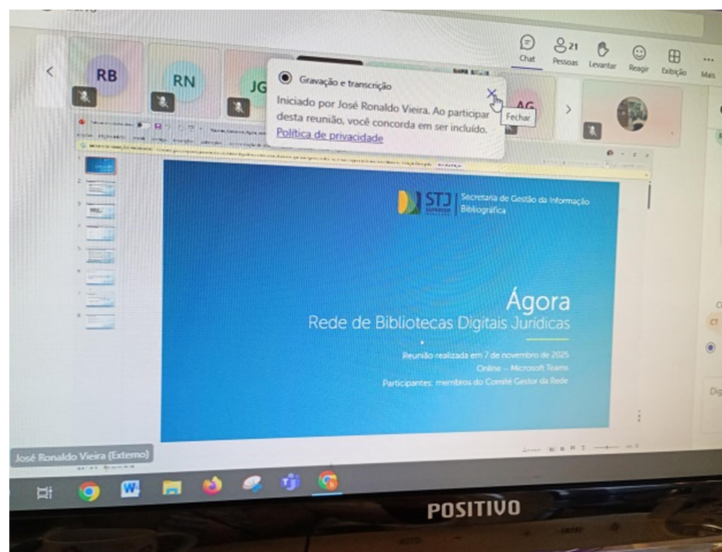 21
Chat
Pessoas
Levantar
Reagir
Exibição
Mais
RB
RN
JG
AG
Gravação e transcrição
Iniciado por José Ronaldo Vieira. Ao participar
desta reunião, você concorda em ser incluído.
Política de privacidade
Fechar
STJ
Secretaria de Gestão da Informação
Bibliográfica
Ágora
Rede de Bibliotecas Digitais Jurídicas
Reunião realizada em 7 de novembro de 2025
Online – Microsoft Teams
Participantes: membros do Comitê Gestor da Rede
CT
Dig
José Ronaldo Vieira (Externo)
POSITIVO